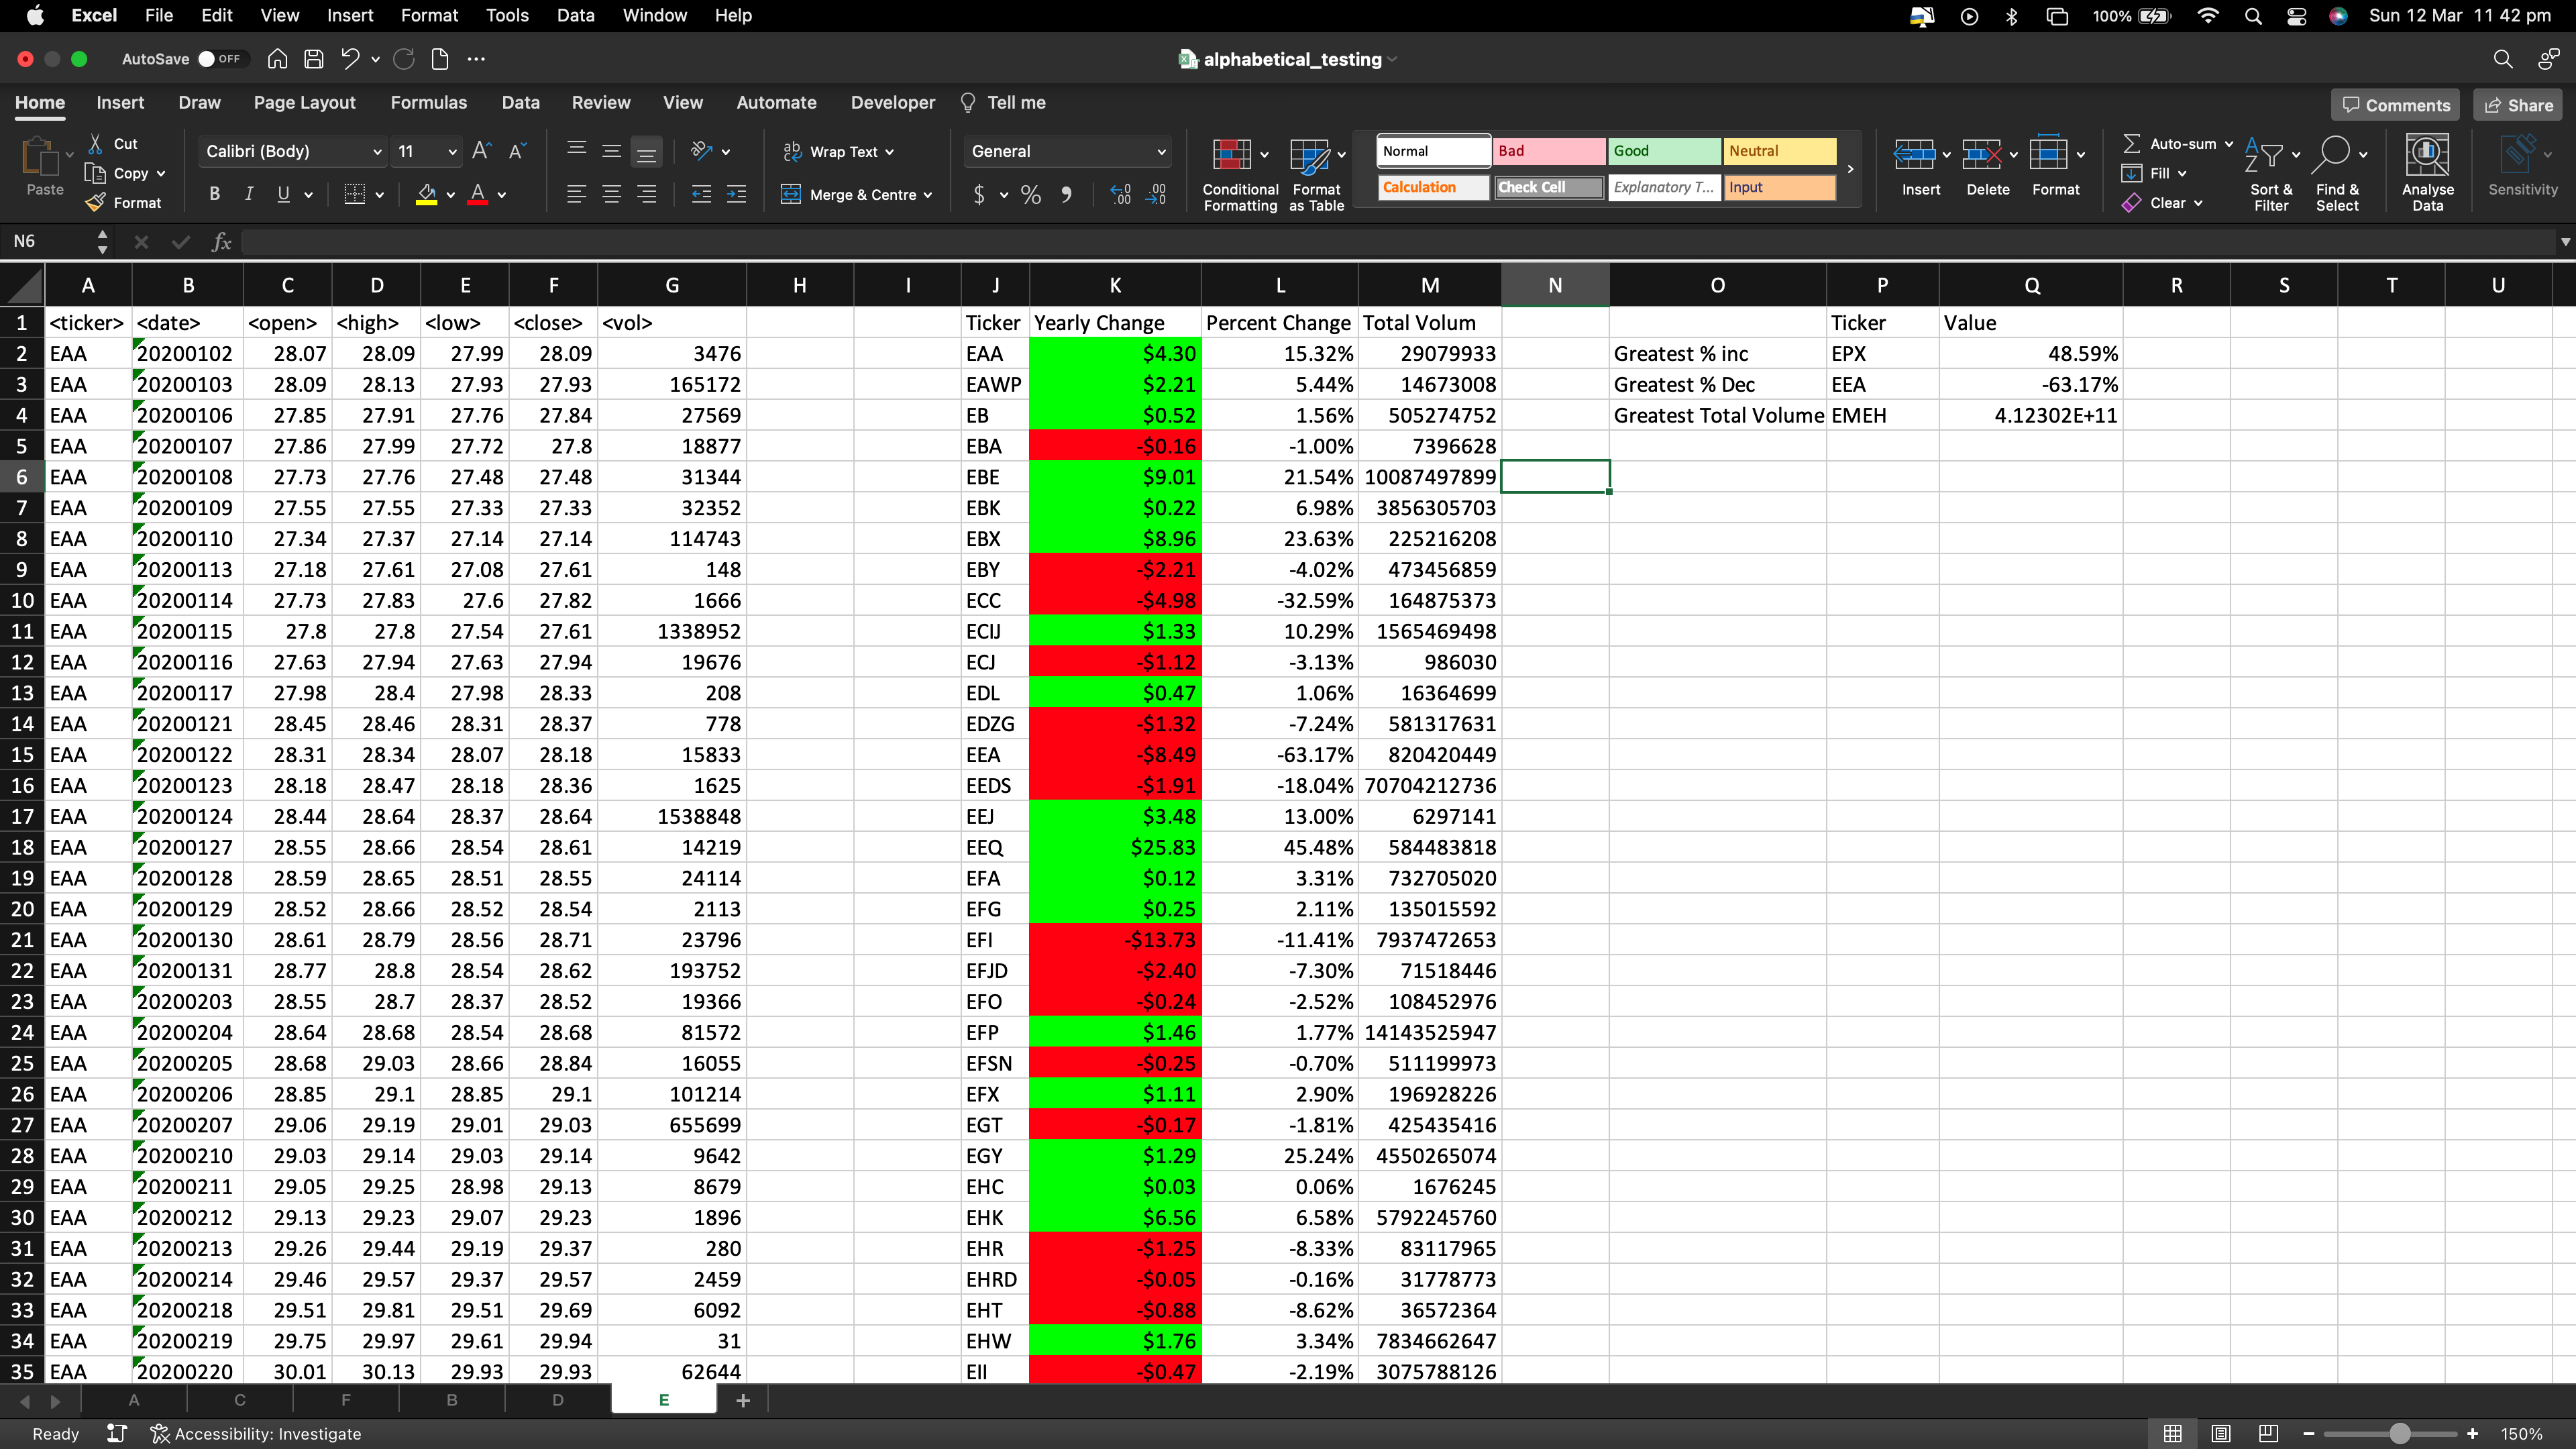 Excel File Edit View Insert Format Tools Data Window Help 100% Sun 12 Mar 11 42 pm
AutoSave OFF alphabetical_testing
Home Insert Draw Page Layout Formulas Data Review View Automate Developer Tell me Comments Share
Paste Cut Copy Format Calibri (Body) 11 Wrap Text Merge & Centre General Conditional Formatting Format as Table Normal Bad Good Neutral Calculation Check Cell Explanatory T... Input Insert Delete Format Auto-sum Fill Clear Sort & Filter Find & Select Analyse Data Sensitivity
N6 fx
A B C D E F G H I J K L M N O P Q R S T U
1 <ticker> <date> <open> <high> <low> <close> <vol> Ticker Yearly Change Percent Change Total Volum Ticker Value
2 EAA 20200102 28.07 28.09 27.99 28.09 3476 EAA $4.30 15.32% 29079933 Greatest % inc EPX 48.59%
3 EAA 20200103 28.09 28.13 27.93 27.93 165172 EAWP $2.21 5.44% 14673008 Greatest % Dec EEA -63.17%
4 EAA 20200106 27.85 27.91 27.76 27.84 27569 EB $0.52 1.56% 505274752 Greatest Total Volume EMEH 4.12302E+11
5 EAA 20200107 27.86 27.99 27.72 27.8 18877 EBA -$0.16 -1.00% 7396628
6 EAA 20200108 27.73 27.76 27.48 27.48 31344 EBE $9.01 21.54% 10087497899
7 EAA 20200109 27.55 27.55 27.33 27.33 32352 EBK $0.22 6.98% 3856305703
8 EAA 20200110 27.34 27.37 27.14 27.14 114743 EBX $8.96 23.63% 225216208
9 EAA 20200113 27.18 27.61 27.08 27.61 148 EBY -$2.21 -4.02% 473456859
10 EAA 20200114 27.73 27.83 27.6 27.82 1666 ECC -$4.98 -32.59% 164875373
11 EAA 20200115 27.8 27.8 27.54 27.61 1338952 ECIJ $1.33 10.29% 1565469498
12 EAA 20200116 27.63 27.94 27.63 27.94 19676 ECJ -$1.12 -3.13% 986030
13 EAA 20200117 27.98 28.4 27.98 28.33 208 EDL $0.47 1.06% 16364699
14 EAA 20200121 28.45 28.46 28.31 28.37 778 EDZG -$1.32 -7.24% 581317631
15 EAA 20200122 28.31 28.34 28.07 28.18 15833 EEA -$8.49 -63.17% 820420449
16 EAA 20200123 28.18 28.47 28.18 28.36 1625 EEDS -$1.91 -18.04% 70704212736
17 EAA 20200124 28.44 28.64 28.37 28.64 1538848 EEJ $3.48 13.00% 6297141
18 EAA 20200127 28.55 28.66 28.54 28.61 14219 EEQ $25.83 45.48% 584483818
19 EAA 20200128 28.59 28.65 28.51 28.55 24114 EFA $0.12 3.31% 732705020
20 EAA 20200129 28.52 28.66 28.52 28.54 2113 EFG $0.25 2.11% 135015592
21 EAA 20200130 28.61 28.79 28.56 28.71 23796 EFI -$13.73 -11.41% 7937472653
22 EAA 20200131 28.77 28.8 28.54 28.62 193752 EFJD -$2.40 -7.30% 71518446
23 EAA 20200203 28.55 28.7 28.37 28.52 19366 EFO -$0.24 -2.52% 108452976
24 EAA 20200204 28.64 28.68 28.54 28.68 81572 EFP $1.46 1.77% 14143525947
25 EAA 20200205 28.68 29.03 28.66 28.84 16055 EFSN -$0.25 -0.70% 511199973
26 EAA 20200206 28.85 29.1 28.85 29.1 101214 EFX $1.11 2.90% 196928226
27 EAA 20200207 29.06 29.19 29.01 29.03 655699 EGT -$0.17 -1.81% 425435416
28 EAA 20200210 29.03 29.14 29.03 29.14 9642 EGY $1.29 25.24% 4550265074
29 EAA 20200211 29.05 29.25 28.98 29.13 8679 EHC $0.03 0.06% 1676245
30 EAA 20200212 29.13 29.23 29.07 29.23 1896 EHK $6.56 6.58% 5792245760
31 EAA 20200213 29.26 29.44 29.19 29.37 280 EHR -$1.25 -8.33% 83117965
32 EAA 20200214 29.46 29.57 29.37 29.57 2459 EHRD -$0.05 -0.16% 31778773
33 EAA 20200218 29.51 29.81 29.51 29.69 6092 EHT -$0.88 -8.62% 36572364
34 EAA 20200219 29.75 29.97 29.61 29.94 31 EHW $1.76 3.34% 7834662647
35 EAA 20200220 30.01 30.13 29.93 29.93 62644 EII -$0.47 -2.19% 3075788126
A C F B D E +
Ready Accessibility: Investigate 150%